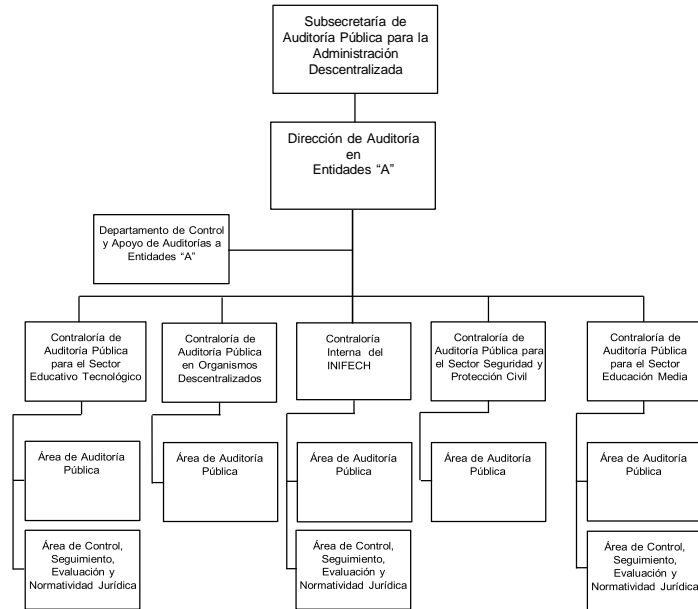 Subsecretaría de
Auditoría Pública para la
Administración
Descentralizada
Dirección de Auditoría
en
Entidades “A”
Departamento de Control
y Apoyo de Auditorías a
Entidades “A”
Contraloría de
Auditoría Pública
para el Sector
Educativo Tecnológico
Contraloría de
Auditoría Pública
en Organismos
Descentralizados
Contraloría
Interna del
INIFECH
Contraloría de
Auditoría Pública para
el Sector Seguridad y
Protección Civil
Contraloría de
Auditoría Pública
para el Sector
Educación Media
Área de Auditoría
Pública
Área de Auditoría
Pública
Área de Auditoría
Pública
Área de Auditoría
Pública
Área de Auditoría
Pública
Área de Control,
Seguimiento,
Evaluación y
Normatividad Jurídica
Área de Control,
Seguimiento,
Evaluación y
Normatividad Jurídica
Área de Control,
Seguimiento,
Evaluación y
Normatividad Jurídica